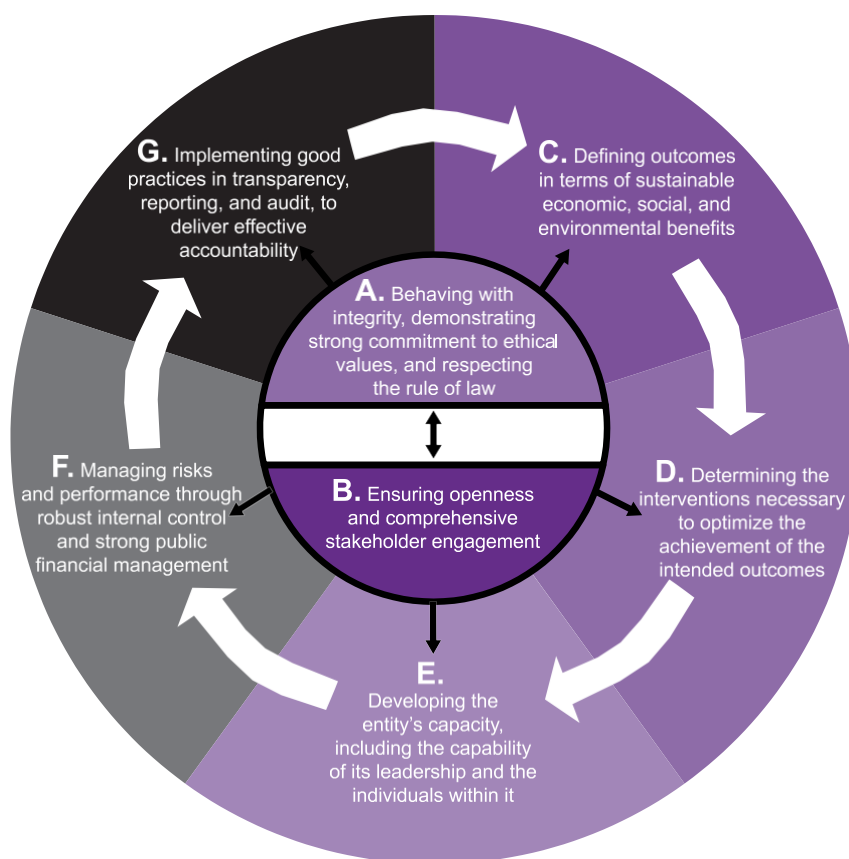 A. Behaving with
integrity, demonstrating
strong commitment to ethical
values, and respecting
the rule of law
B. Ensuring openness
and comprehensive
stakeholder engagement
C. Defining outcomes
in terms of sustainable
economic, social, and
environmental benefits
D. Determining the
interventions necessary
to optimize the
achievement of the
intended outcomes
E.
Developing the
entity's capacity,
including the capability
of its leadership and the
individuals within it
F. Managing risks
and performance through
robust internal control
and strong public
financial management
G. Implementing good
practices in transparency,
reporting, and audit, to
deliver effective
accountability